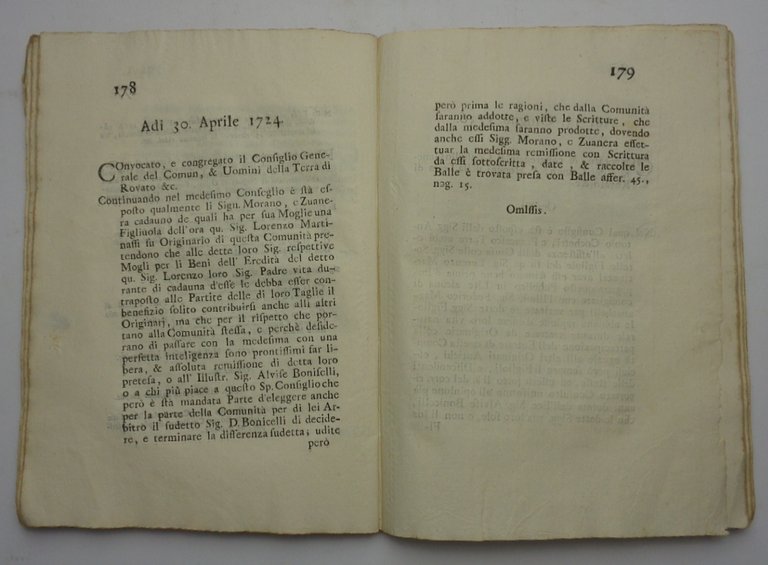 178
Adi 30. Aprile 1724.
COnvocato, e congregato il Consiglio Gene-
rale del Comun, & Uomini della Terra di
Rovato &c.
Continuando nel medesimo Conseglio è stà es-
posto qualmente li Sign. Morano, e Zuane-
ra cadauno de quali ha per sua Moglie una
Figliuola dell'ora qu. Sig. Lorenzo Marti-
nassi su Originario di questa Comunità pre-
tendono che alle dette loro Sig. respettive
Mogli per li Beni dell' Eredità del detto
qu. Sig. Lorenzo loro Sig. Padre vita du-
rante di cadauna d'esse le debba esser con-
traposto alle Partite delle di loro Taglie il
benefizio solito contribuirsi anche alli altri
Originarj, ma che per il rispetto che por-
tano alla Comunità stessa, e perchè deside-
rano di passare con la medesima con una
perfetta inteligenza sono prontissimi far li-
bera, & assoluta remissione di detta loro
pretesa, o all' Illustr. Sig. Alvise Boniselli,
o a chi più piace a questo Sp. Consiglio che
però è stà mandata Parte d'eleggere anche
per la parte della Comunità per di lei Ar-
bitro il sudetto Sig. D. Bonicelli di decide-
re, e terminare la differenza sudetta; udite
però
179
però prima le ragioni, che dalla Comunità
saranno addotte, e viste le Scritture, che
dalla medesima saranno prodotte, dovendo
anche essi Sigg. Morano, e Zuanera effet-
tuar la medesima remissione con Scrittura
da essi sottoscritta, date, & raccolte le
Balle è trovata presa con Balle affer. 45.,
nag. 15.
Omissis.